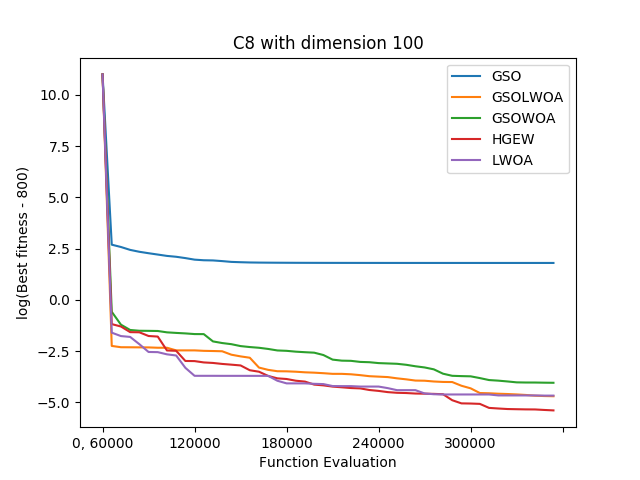 C8 with dimension 100
log(Best fitness - 800)
10.0
7.5
5.0
2.5
0.0
−2.5
−5.0
GSO
GSOLWOA
GSOWOA
HGEW
LWOA
0, 60000 120000 180000 240000 300000
Function Evaluation